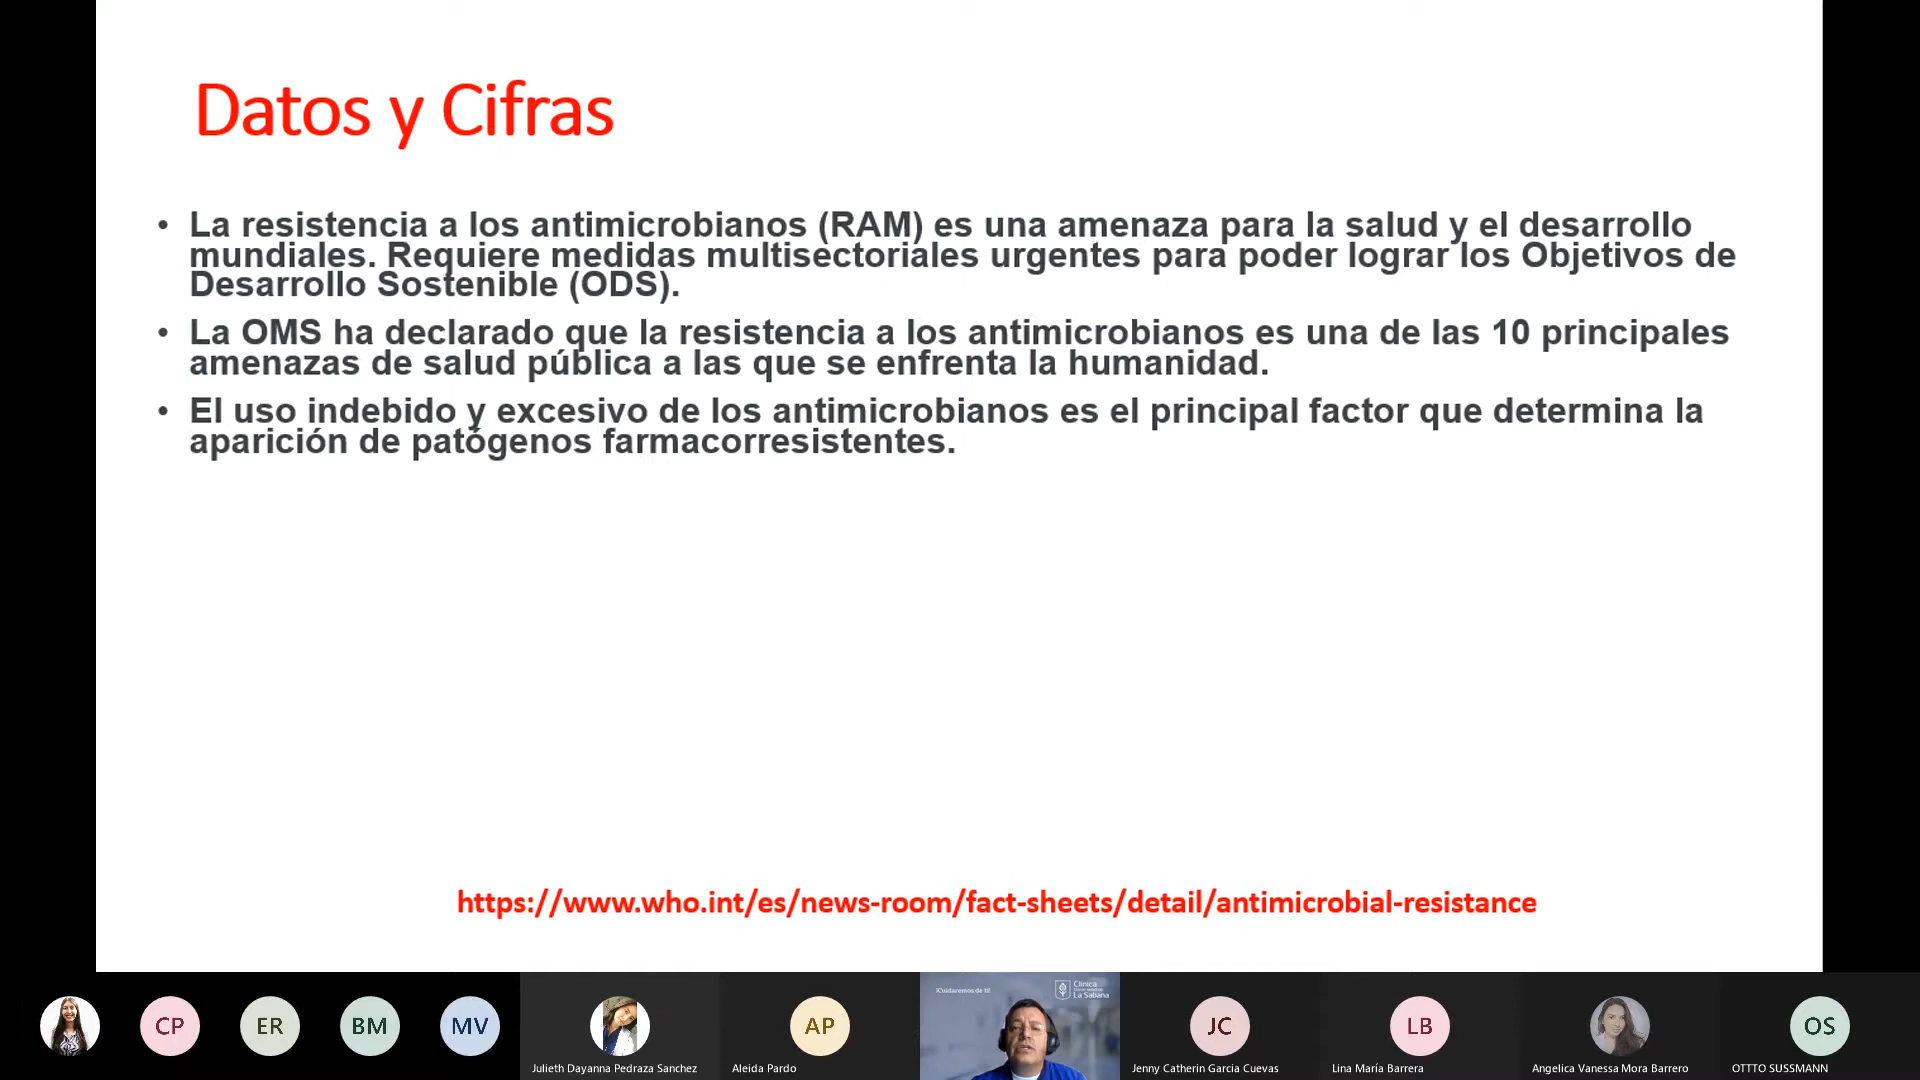 Datos y Cifras
• La resistencia a los antimicrobianos (RAM) es una amenaza para la salud y el desarrollo
mundiales. Requiere medidas multisectoriales urgentes para poder lograr los Objetivos de
Desarrollo Sostenible (ODS).
• La OMS ha declarado que la resistencia a los antimicrobianos es una de las 10 principales
amenazas de salud pública a las que se enfrenta la humanidad.
• El uso indebido y excesivo de los antimicrobianos es el principal factor que determina la
aparición de patógenos farmacorresistentes.
https://www.who.int/es/news-room/fact-sheets/detail/antimicrobial-resistance
CP
ER
BM
MV
Julieth Dayanna Pedraza Sanchez
AP
Aleida Pardo
¡Cuidaremos de ti!
Clínica
La Sabana
JC
Jenny Catherin Garcia Cuevas
LB
Lina María Barrera
Angelica Vanessa Mora Barrero
OS
OTTTO SUSSMANN